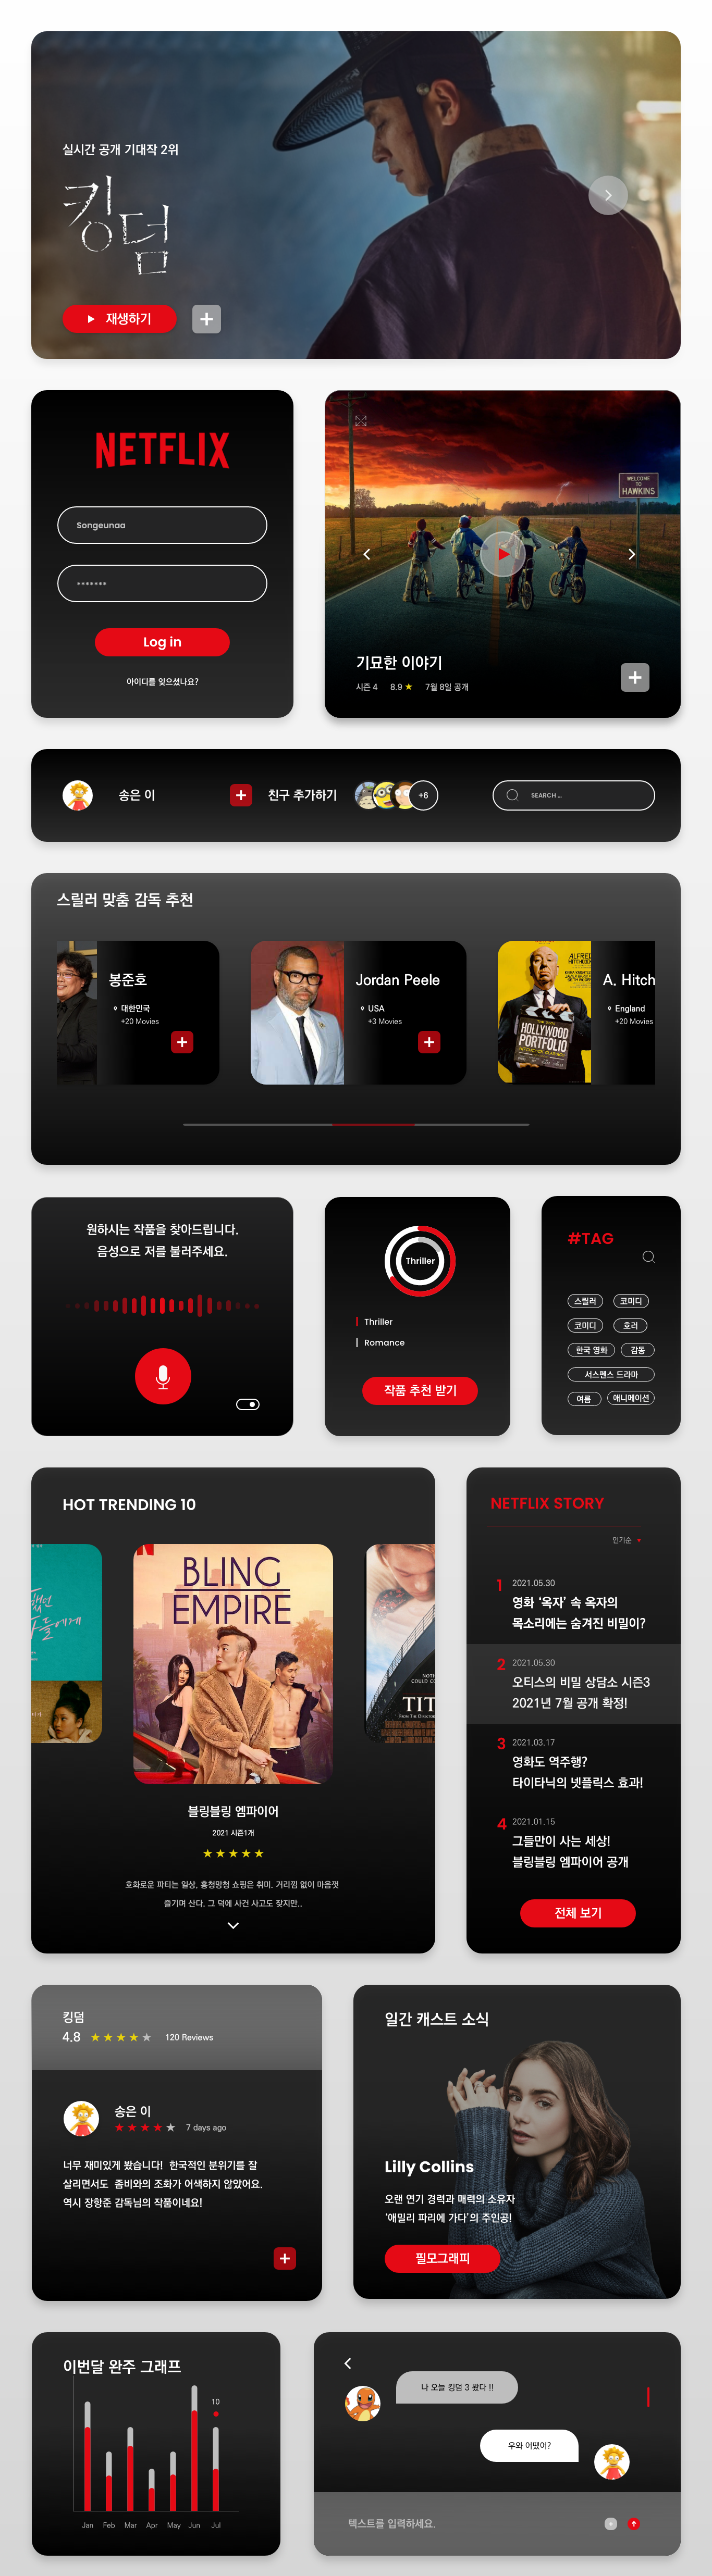 실시간 공개 기대작 2위
킹덤
재생하기
NETFLIX
Songeunaa
*******
Log in
아이디를 잊으셨나요?
WELCOME
TO
HAWKINS
기묘한 이야기
시즌 4 8.9 ★ 7월 8일 공개
송은 이
친구 추가하기
+6
SEARCH ...
스릴러 맞춤 감독 추천
봉준호
대한민국
+20 Movies
Jordan Peele
USA
+3 Movies
ALFRED
HITCHCOCK
HOLLYWOOD
PORTFOLIO
A. Hitch
England
+20 Movies
원하시는 작품을 찾아드립니다.
음성으로 저를 불러주세요.
Thriller
Thriller
Romance
작품 추천 받기
#TAG
스릴러 코미디
코미디 호러
한국 영화 감동
서스펜스 드라마
여름 애니메이션
HOT TRENDING 10
BLING
EMPIRE
TIT
블링블링 엠파이어
2021 시즌1개
★★★★★
호화로운 파티는 일상, 흥청망청 쇼핑은 취미. 거리낌 없이 마음껏
즐기며 산다. 그 덕에 사건 사고도 잦지만..
NETFLIX STORY
인기순
1 2021.05.30
영화 ‘옥자’ 속 옥자의
목소리에는 숨겨진 비밀이?
2 2021.05.30
오티스의 비밀 상담소 시즌3
2021년 7월 공개 확정!
3 2021.03.17
영화도 역주행?
타이타닉의 넷플릭스 효과!
4 2021.01.15
그들만이 사는 세상!
블링블링 엠파이어 공개
전체 보기
킹덤
4.8 ★★★★★ 120 Reviews
송은 이
★★★★★ 7 days ago
너무 재미있게 봤습니다! 한국적인 분위기를 잘
살리면서도 좀비와의 조화가 어색하지 않았어요.
역시 장항준 감독님의 작품이네요!
일간 캐스트 소식
Lilly Collins
오랜 연기 경력과 매력의 소유자
‘애밀리 파리에 가다’의 주인공!
필모그래피
이번달 완주 그래프
10
Jan Feb Mar Apr May Jun Jul
나 오늘 킹덤 3 봤다 !!
우와 어땠어?
텍스트를 입력하세요.